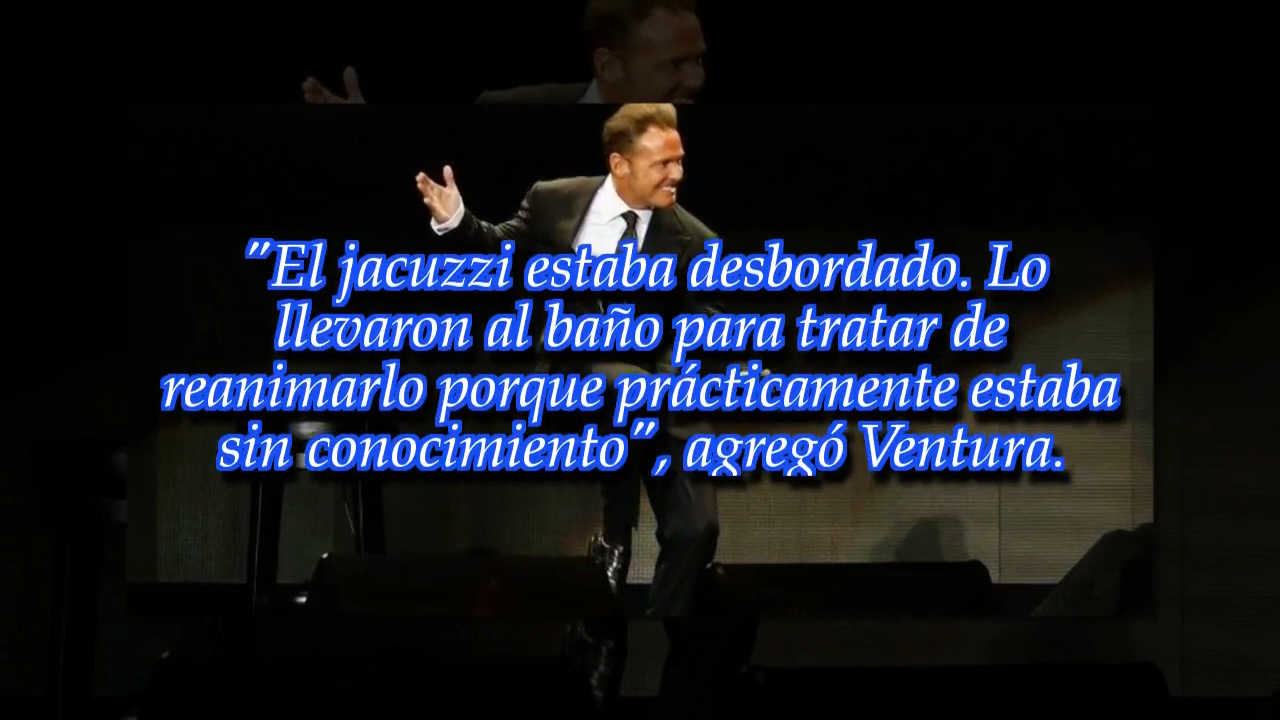 "El jacuzzi estaba desbordado. Lo
llevaron al baño para tratar de
reanimarlo porque prácticamente estaba
sin conocimiento", agregó Ventura.